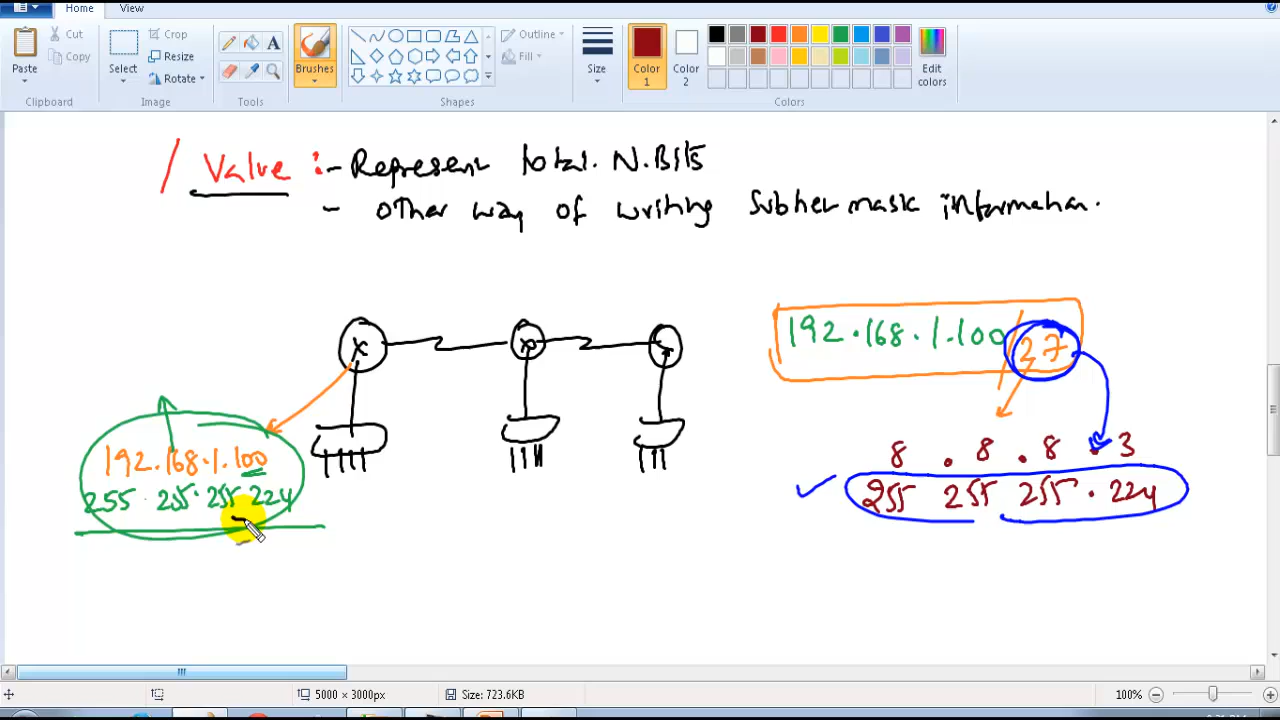 Home View
Paste
Cut
Copy
Clipboard
Select
Crop
Resize
Rotate
Image
A
Tools
Brushes
Outline
Fill
Shapes
Size
Color 1
Color 2
Edit colors
Colors
/ Value :- Represent total. N.Bits
- other way of writing subnet mask information.
192.168.1.100/27
8 . 8 . 8 . 3
255 255 255 . 224
192.168.1.100
255 . 255 . 255 224
5000 × 3000px
Size: 723.6KB
100%